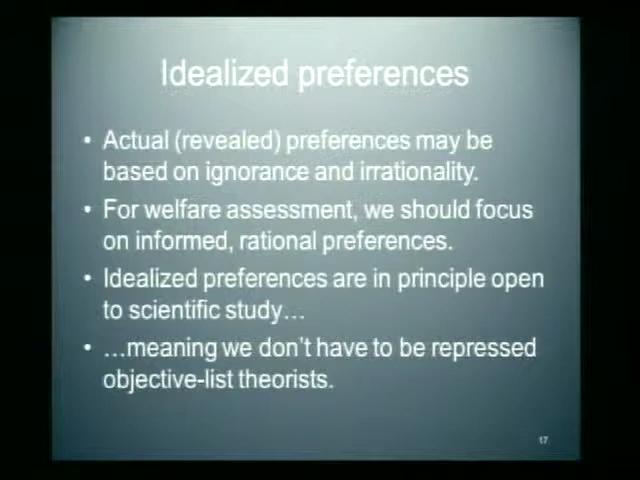 Idealized preferences
• Actual (revealed) preferences may be
based on ignorance and irrationality.
• For welfare assessment, we should focus
on informed, rational preferences.
• Idealized preferences are in principle open
to scientific study…
• …meaning we don't have to be repressed
objective-list theorists.
17